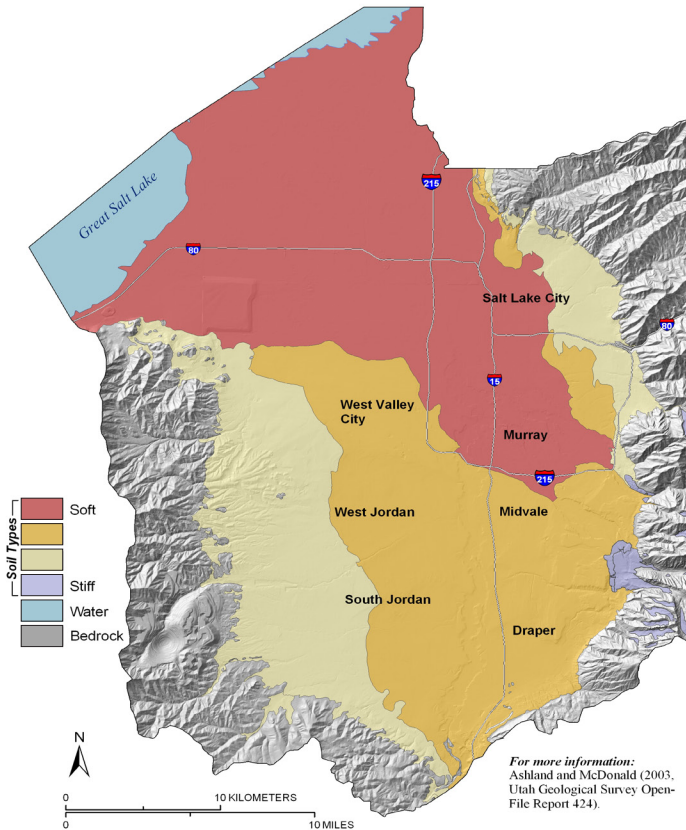 Great Salt Lake
215
80
Salt Lake City
80
15
West Valley
City
Murray
215
West Jordan
Midvale
South Jordan
Draper
Soil Types
Soft
Stiff
Water
Bedrock
N
0 10 KILOMETERS
0 10 MILES
For more information:
Ashland and McDonald (2003,
Utah Geological Survey Open-
File Report 424).